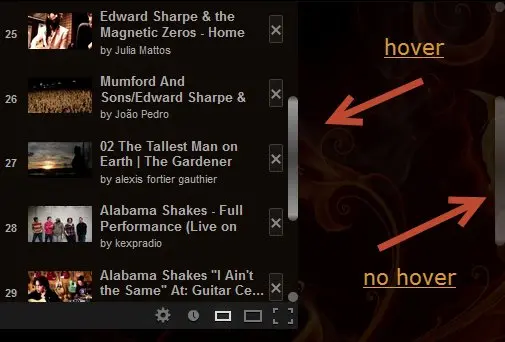 25
Edward Sharpe & the
Magnetic Zeros - Home
by Julia Mattos
26
Mumford And
Sons/Edward Sharpe &
by João Pedro
27
02 The Tallest Man on
Earth | The Gardener
by alexis fortier gauthier
28
Alabama Shakes - Full
Performance (Live on
by kexpradio
29
Alabama Shakes "I Ain't
the Same" At: Guitar Ce...
hover
no hover